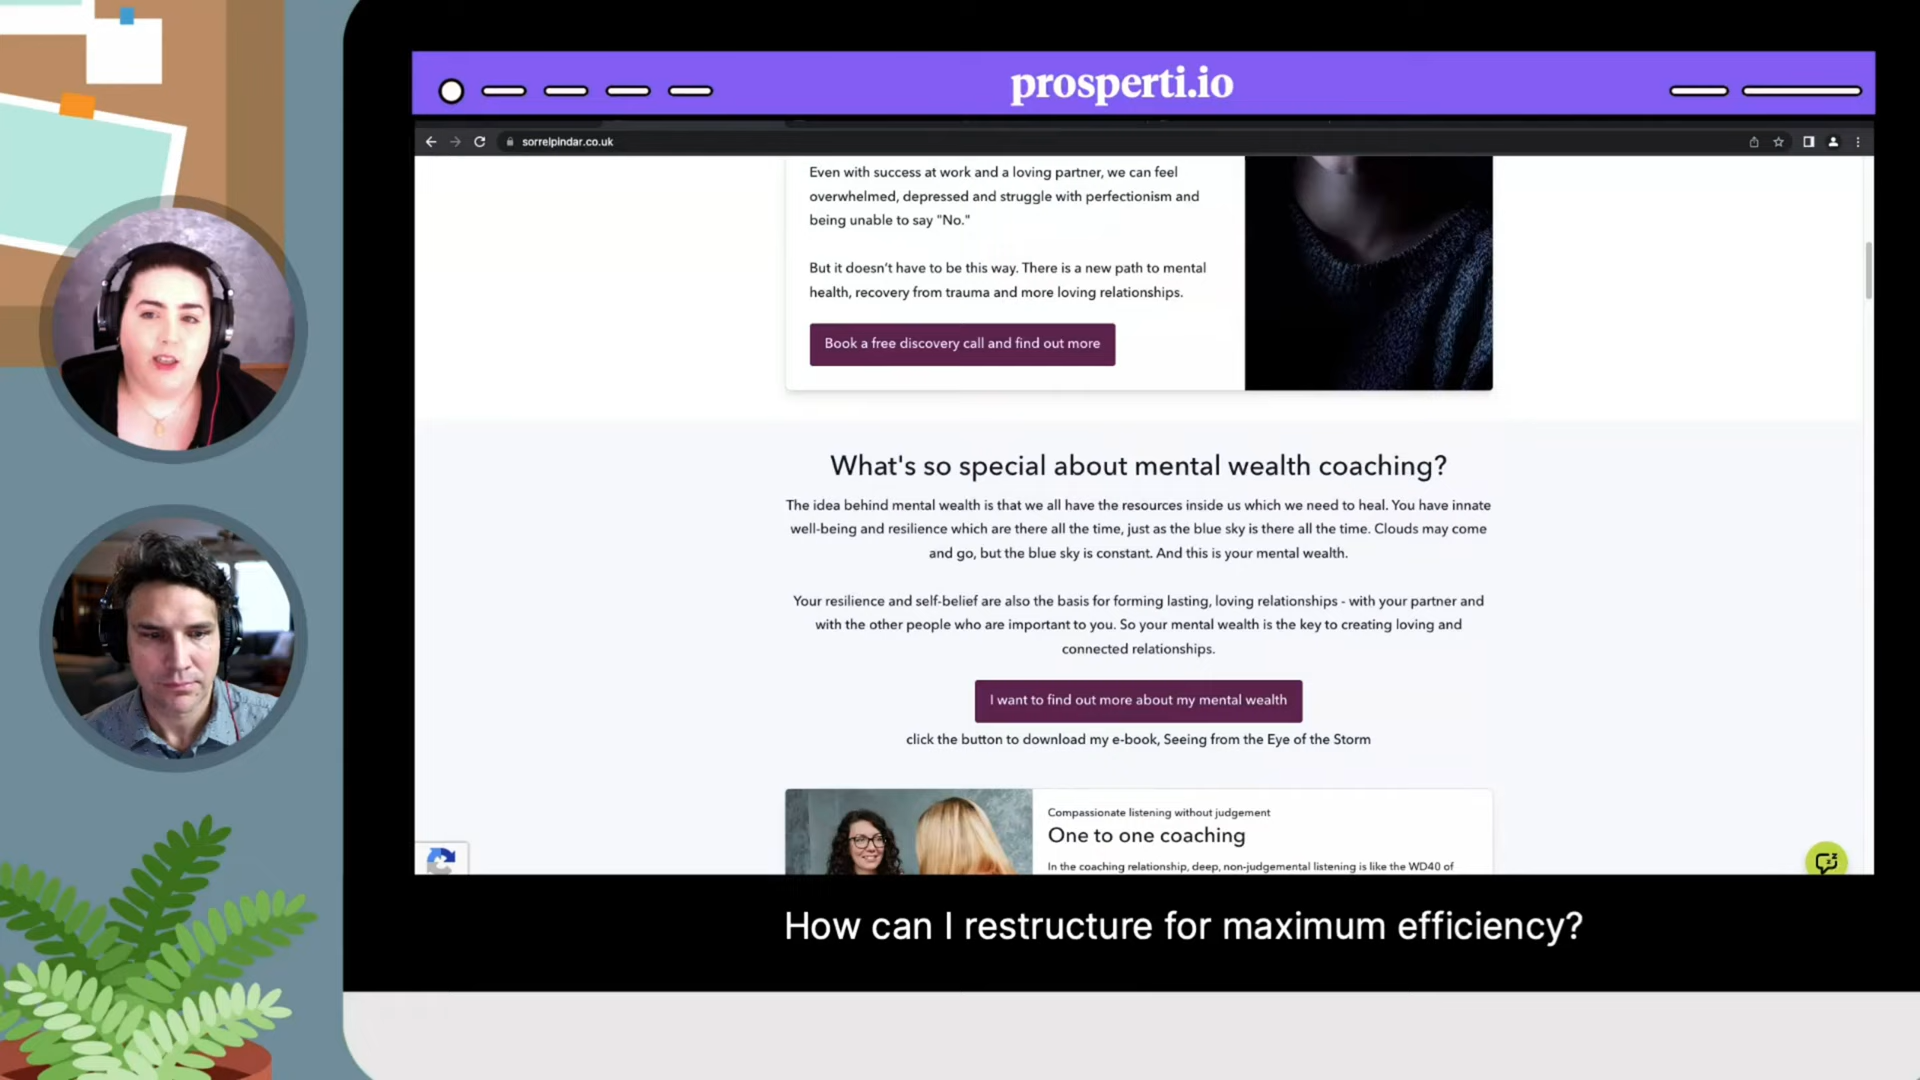 prosperti.io
sorrelpindar.co.uk
Even with success at work and a loving partner, we can feel
overwhelmed, depressed and struggle with perfectionism and
being unable to say "No."
But it doesn't have to be this way. There is a new path to mental
health, recovery from trauma and more loving relationships.
Book a free discovery call and find out more
What's so special about mental wealth coaching?
The idea behind mental wealth is that we all have the resources inside us which we need to heal. You have innate
well-being and resilience which are there all the time, just as the blue sky is there all the time. Clouds may come
and go, but the blue sky is constant. And this is your mental wealth.
Your resilience and self-belief are also the basis for forming lasting, loving relationships - with your partner and
with the other people who are important to you. So your mental wealth is the key to creating loving and
connected relationships.
I want to find out more about my mental wealth
click the button to download my e-book, Seeing from the Eye of the Storm
Compassionate listening without judgement
One to one coaching
In the coaching relationship, deep, non-judgemental listening is like the WD40 of
How can I restructure for maximum efficiency?